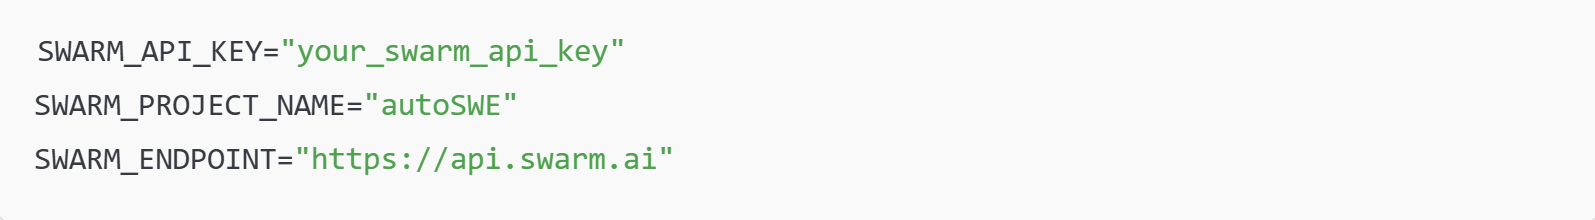 SWARM_API_KEY="your_swarm_api_key"
SWARM_PROJECT_NAME="autoSWE"
SWARM_ENDPOINT="https://api.swarm.ai"